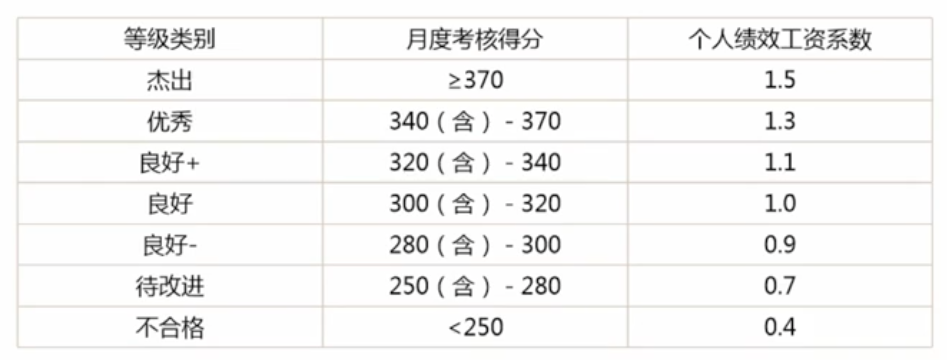 等级类别 月度考核得分 个人绩效工资系数
杰出 ≥370 1.5
优秀 340（含）- 370 1.3
良好+ 320（含）- 340 1.1
良好 300（含）- 320 1.0
良好- 280（含）- 300 0.9
待改进 250（含）- 280 0.7
不合格 <250 0.4